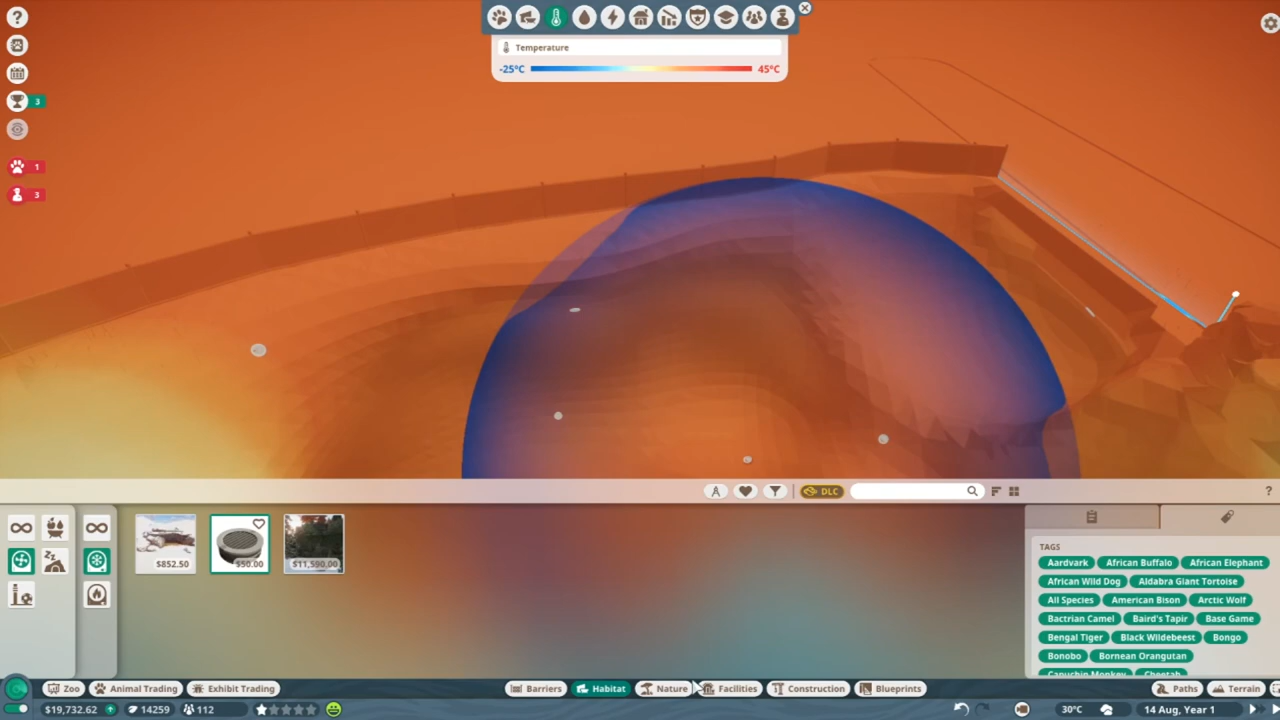 ?
Temperature
-25°C 45°C
3
1
3
DLC
?
$852.50
$50.00
$11,590.00
TAGS
Aardvark African Buffalo African Elephant
African Wild Dog Aldabra Giant Tortoise
All Species American Bison Arctic Wolf
Bactrian Camel Baird's Tapir Base Game
Bengal Tiger Black Wildebeest Bongo
Bonobo Bornean Orangutan
Capuchin Monkey Cheetah
Zoo Animal Trading Exhibit Trading Barriers Habitat Nature Facilities Construction Blueprints Paths Terrain
$19,732.62 14259 112 30°C 14 Aug, Year 1